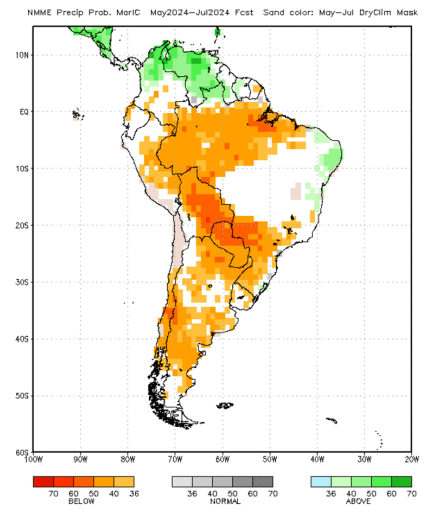 NMME Precip Prob. MarIC May2024-Jul2024 Fcst Sand color: May-Jul DryClim Mask
10N
EQ
10S
20S
30S
40S
50S
60S
100W 90W 80W 70W 60W 50W 40W 30W 20W
70 60 50 40 36 36 40 50 60 70 36 40 50 60 70
BELOW NORMAL ABOVE